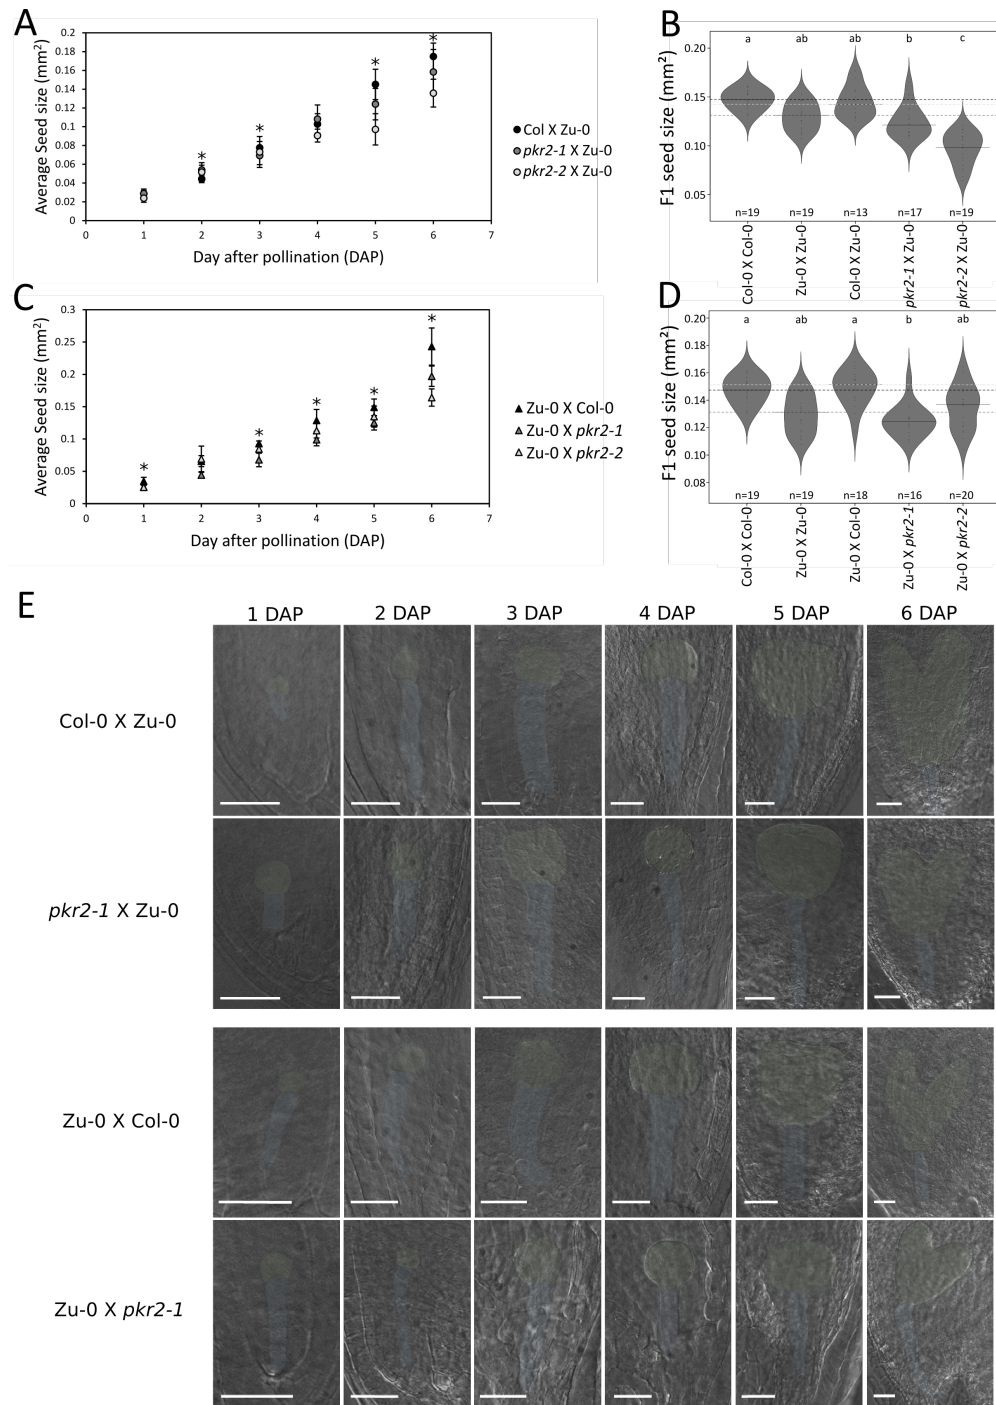 A
Average Seed size (mm²)
0.2
0.18
0.16
0.14
0.12
0.1
0.08
0.06
0.04
0.02
0
* * * *
0 1 2 3 4 5 6 7
Day after pollination (DAP)
Col X Zu-0
pkr2-1 X Zu-0
pkr2-2 X Zu-0
B
F1 seed size (mm²)
0.20
0.15
0.10
0.05
a ab ab b c
n=19 n=19 n=13 n=17 n=19
Col-0 X Col-0
Zu-0 X Zu-0
Col-0 X Zu-0
pkr2-1 X Zu-0
pkr2-2 X Zu-0
C
Average Seed size (mm²)
0.3
0.25
0.2
0.15
0.1
0.05
0
* * * * *
0 1 2 3 4 5 6 7
Day after pollination (DAP)
Zu-0 X Col-0
Zu-0 X pkr2-1
Zu-0 X pkr2-2
D
F1 seed size (mm²)
0.20
0.18
0.16
0.14
0.12
0.10
0.08
a ab a b ab
n=19 n=19 n=18 n=16 n=20
Col-0 X Col-0
Zu-0 X Zu-0
Zu-0 X Col-0
Zu-0 X pkr2-1
Zu-0 X pkr2-2
E
1 DAP 2 DAP 3 DAP 4 DAP 5 DAP 6 DAP
Col-0 X Zu-0
pkr2-1 X Zu-0
Zu-0 X Col-0
Zu-0 X pkr2-1